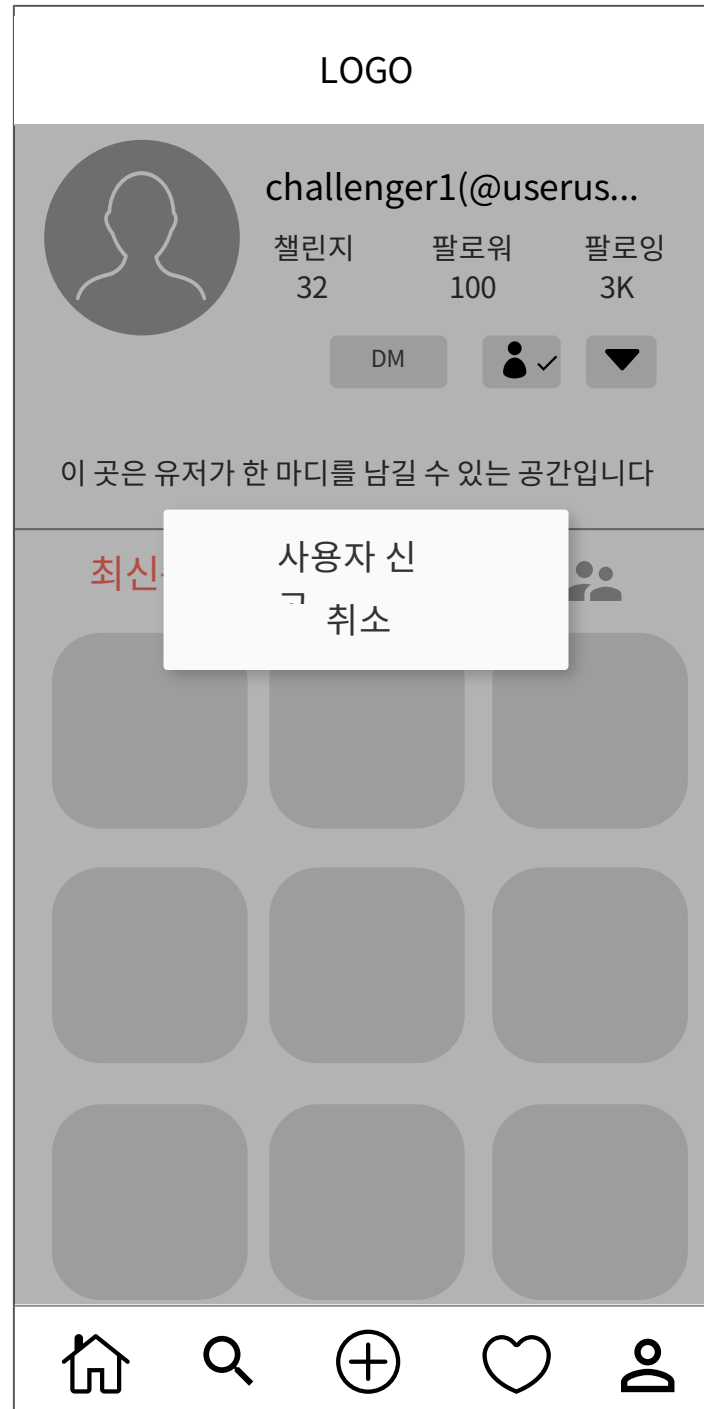 LOGO
challenger1(@userus...
챌린지 팔로워 팔로잉
32 100 3K
DM
이 곳은 유저가 한 마디를 남길 수 있는 공간입니다
최신
사용자 신
취소